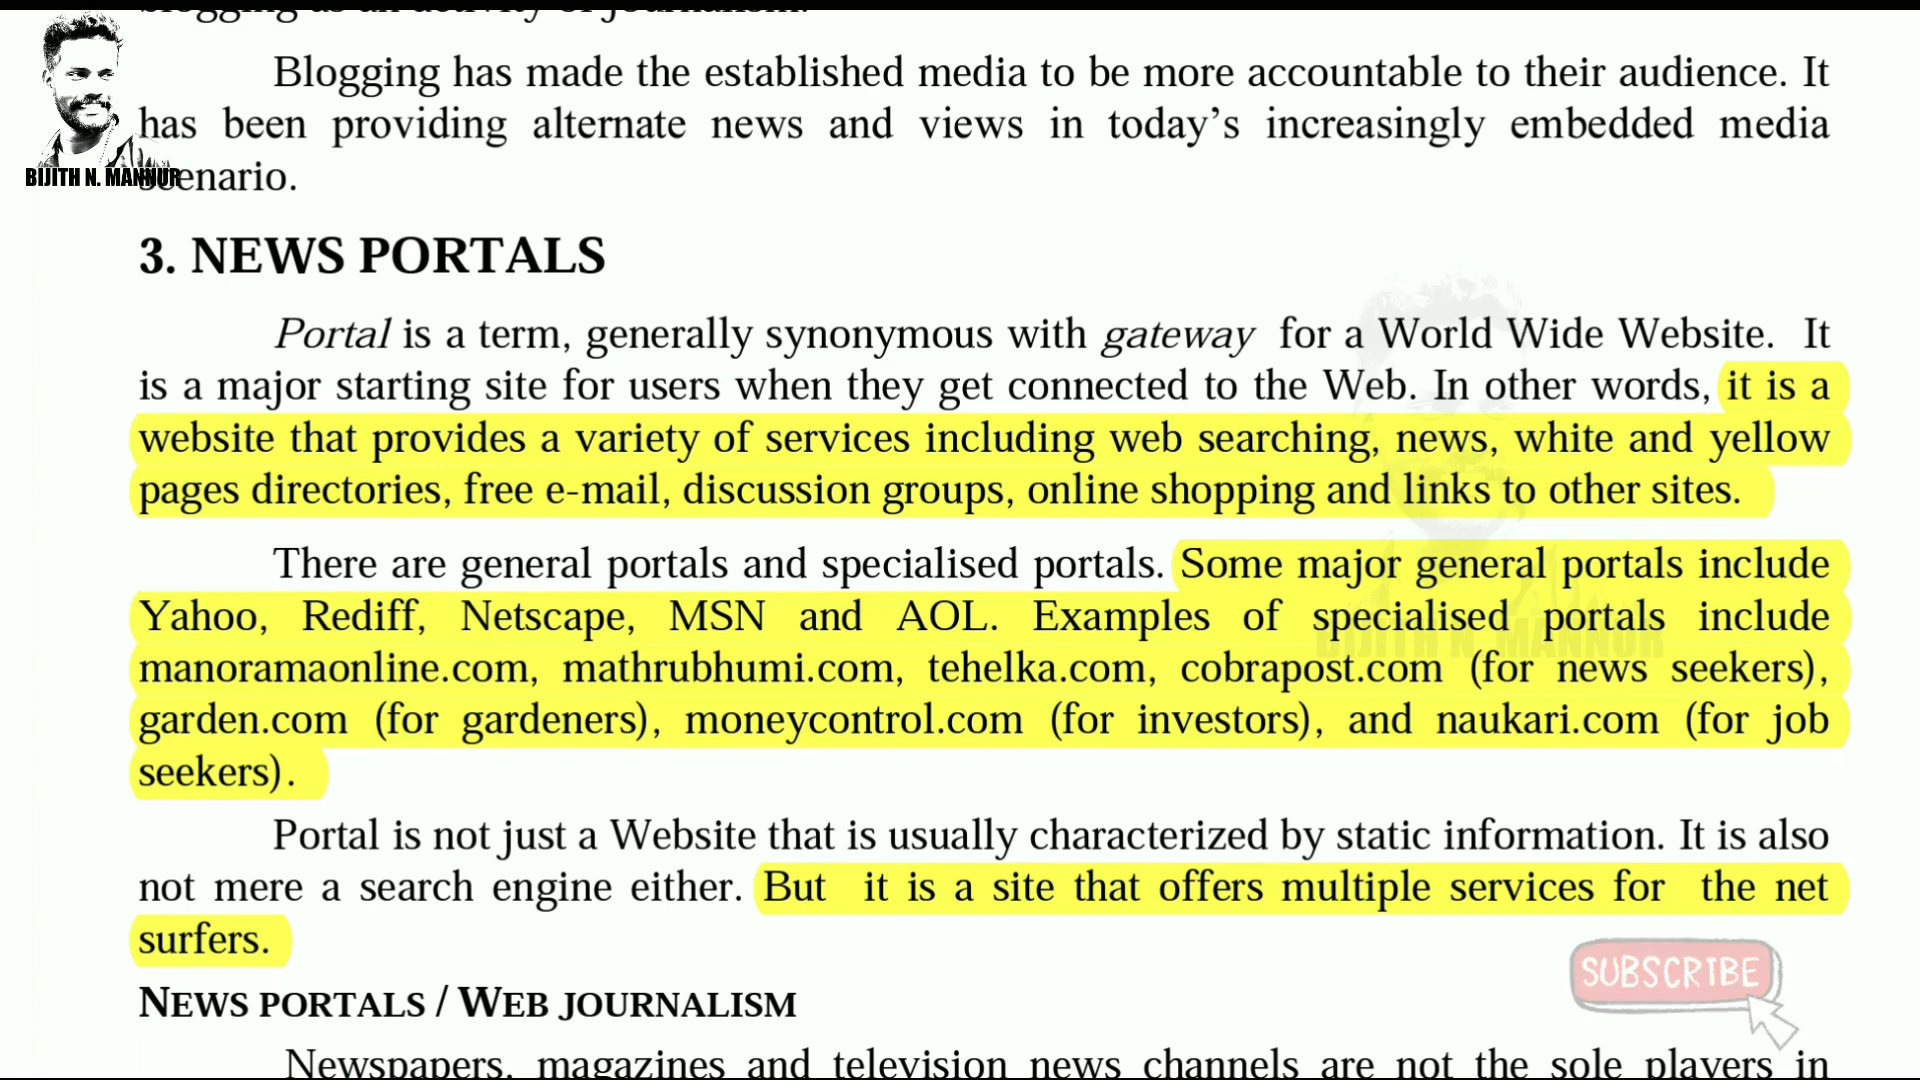 blogging as an activity of journalism.
Blogging has made the established media to be more accountable to their audience. It
has been providing alternate news and views in today’s increasingly embedded media
scenario.
BIJITH N. MANNUR
3. NEWS PORTALS
Portal is a term, generally synonymous with gateway for a World Wide Website. It
is a major starting site for users when they get connected to the Web. In other words, it is a
website that provides a variety of services including web searching, news, white and yellow
pages directories, free e-mail, discussion groups, online shopping and links to other sites.
There are general portals and specialised portals. Some major general portals include
Yahoo, Rediff, Netscape, MSN and AOL. Examples of specialised portals include
BIJITH N. MANNUR
manoramaonline.com, mathrubhumi.com, tehelka.com, cobrapost.com (for news seekers),
garden.com (for gardeners), moneycontrol.com (for investors), and naukari.com (for job
seekers).
Portal is not just a Website that is usually characterized by static information. It is also
not mere a search engine either. But it is a site that offers multiple services for the net
surfers.
SUBSCRIBE
NEWS PORTALS / WEB JOURNALISM
Newspapers, magazines and television news channels are not the sole players in